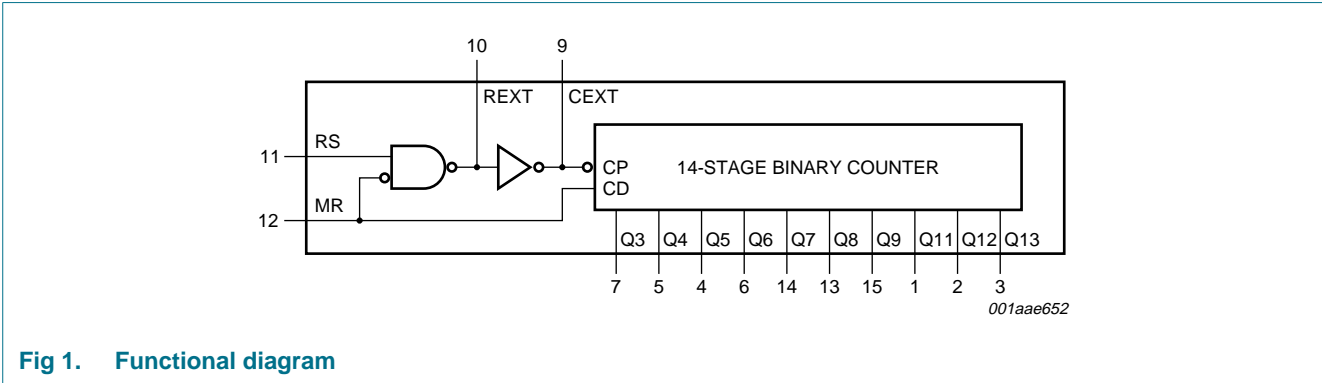 10 9
REXT CEXT
RS
11
CP 14-STAGE BINARY COUNTER
CD
MR
12
Q3 Q4 Q5 Q6 Q7 Q8 Q9 Q11 Q12 Q13
7 5 4 6 14 13 15 1 2 3
001aae652
Fig 1. Functional diagram